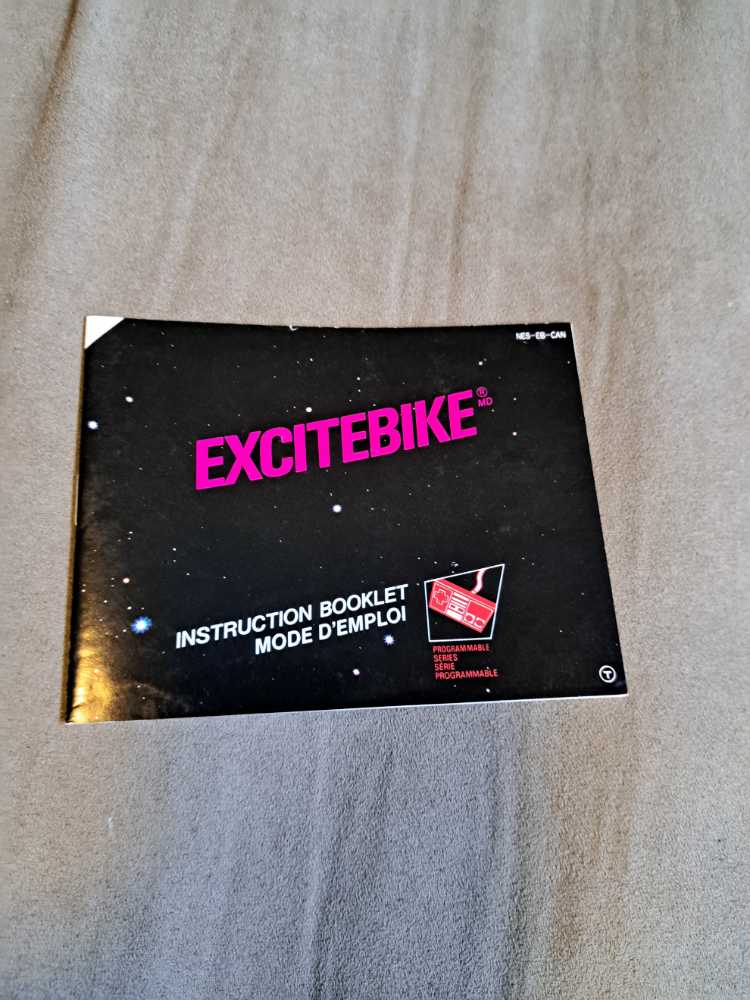 NES-EB-CAN
EXCITEBIKE®
MD
INSTRUCTION BOOKLET
MODE D'EMPLOI
PROGRAMMABLE
SERIES
SÉRIE
PROGRAMMABLE
T